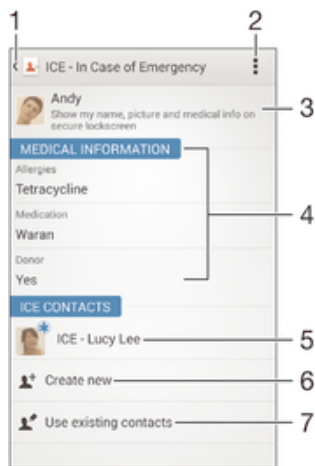 1
2
ICE - In Case of Emergency
Andy
Show my name, picture and medical info on
secure lockscreen
3
MEDICAL INFORMATION
Allergies
Tetracycline
4
Medication
Waran
Donor
Yes
ICE CONTACTS
ICE - Lucy Lee
5
Create new
6
Use existing contacts
7